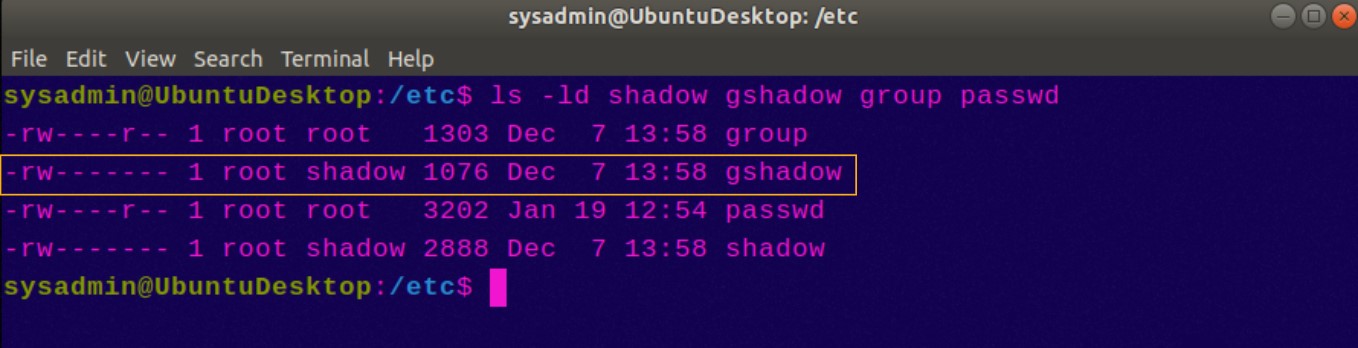 sysadmin@UbuntuDesktop: /etc
File Edit View Search Terminal Help
sysadmin@UbuntuDesktop:/etc$ ls -ld shadow gshadow group passwd
-rw----r-- 1 root root   1303 Dec  7 13:58 group
-rw------- 1 root shadow 1076 Dec  7 13:58 gshadow
-rw----r-- 1 root root   3202 Jan 19 12:54 passwd
-rw------- 1 root shadow 2888 Dec  7 13:58 shadow
sysadmin@UbuntuDesktop:/etc$